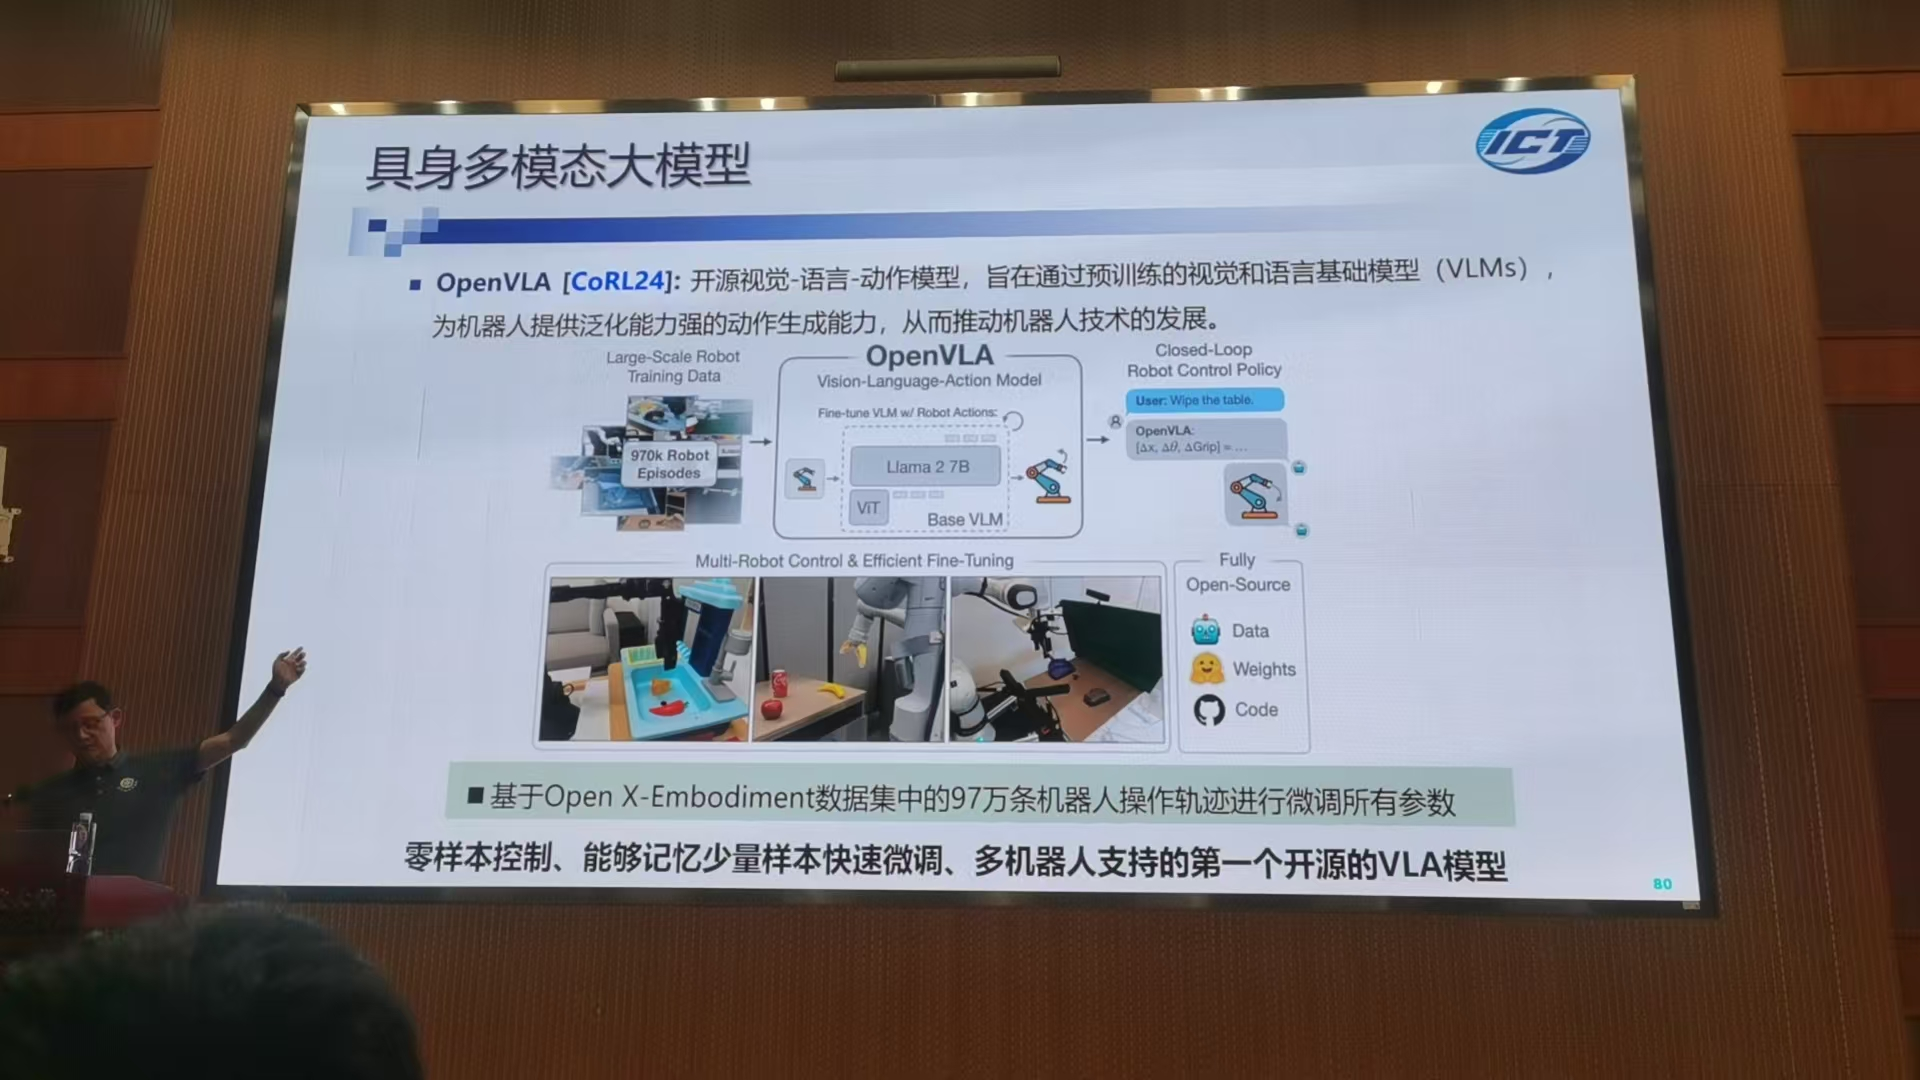 具身多模态大模型
ICT
■ OpenVLA [CoRL24]: 开源视觉-语言-动作模型，旨在通过预训练的视觉和语言基础模型（VLMs），
为机器人提供泛化能力强的动作生成能力，从而推动机器人技术的发展。
Large-Scale Robot
Training Data
970k Robot
Episodes
OpenVLA
Vision-Language-Action Model
Fine-tune VLM w/ Robot Actions:
Llama 2 7B
ViT
Base VLM
Closed-Loop
Robot Control Policy
User: Wipe the table.
OpenVLA:
[Δx, Δθ, ΔGrip] = ...
Multi-Robot Control & Efficient Fine-Tuning
Fully
Open-Source
Data
Weights
Code
■ 基于Open X-Embodiment数据集中的97万条机器人操作轨迹进行微调所有参数
零样本控制、能够记忆少量样本快速微调、多机器人支持的第一个开源的VLA模型
80